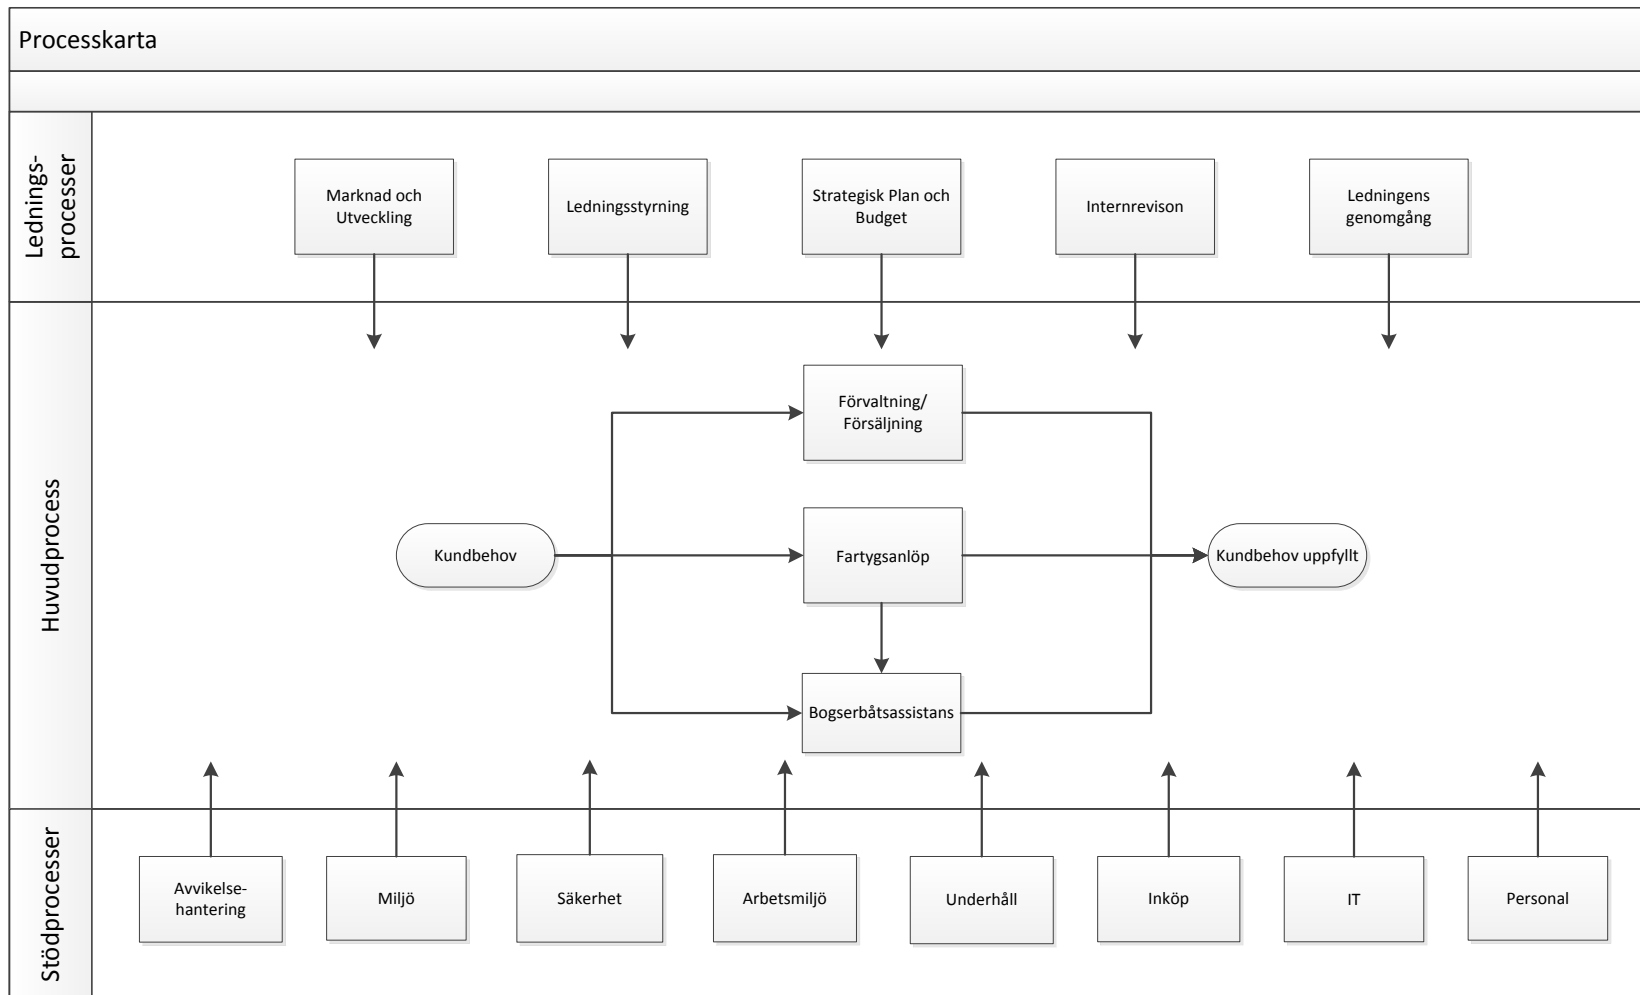 Processkarta
Lednings-
processer
Marknad och
Utveckling
Ledningsstyrning
Strategisk Plan och
Budget
Internrevison
Ledningens
genomgång
Huvudprocess
Förvaltning/
Försäljning
Kundbehov
Fartygsanlöp
Kundbehov uppfyllt
Bogserbåtsassistans
Stödprocesser
Avvikelse-
hantering
Miljö
Säkerhet
Arbetsmiljö
Underhåll
Inköp
IT
Personal